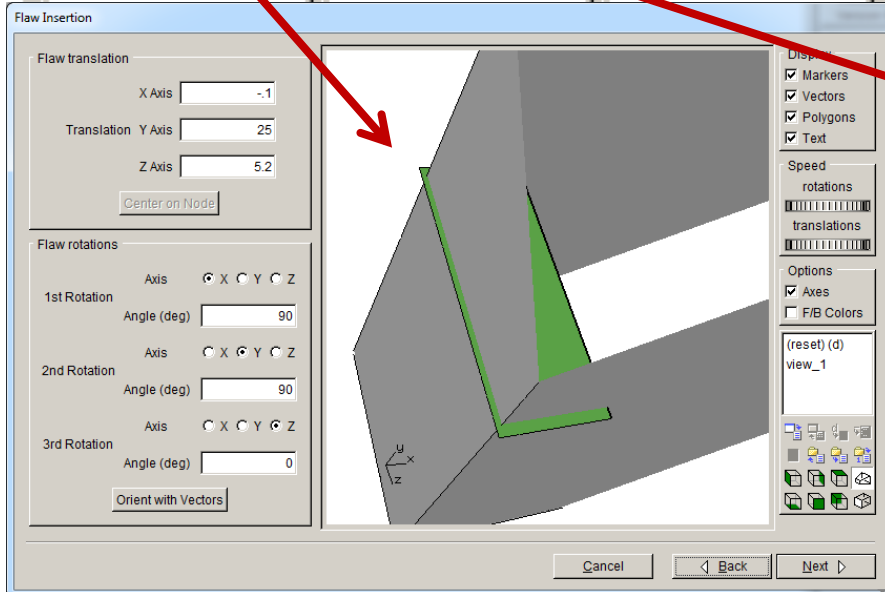 Flaw Insertion
Flaw translation
X Axis -.1
Translation Y Axis 25
Z Axis 5.2
Center on Node
Flaw rotations
Axis X Y Z
1st Rotation
Angle (deg) 90
Axis X Y Z
2nd Rotation
Angle (deg) 90
Axis X Y Z
3rd Rotation
Angle (deg) 0
Orient with Vectors
y
x
z
Display
Markers
Vectors
Polygons
Text
Speed
rotations
translations
Options
Axes
F/B Colors
(reset) (d)
view_1
Cancel
Back
Next